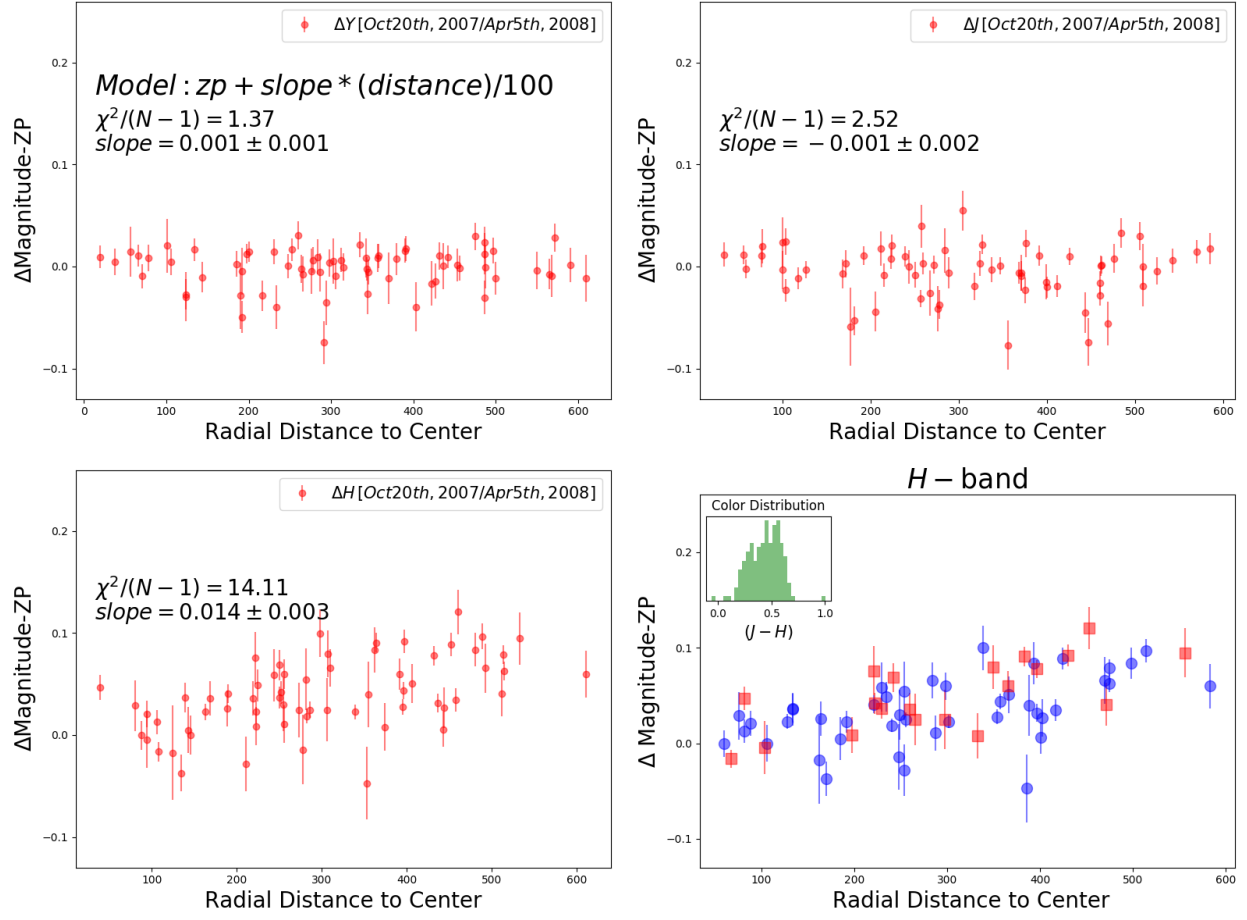 ΔY [Oct20th, 2007/Apr5th, 2008]
Model : zp + slope * (distance)/100
χ²/(N − 1) = 1.37
slope = 0.001 ± 0.001
ΔMagnitude-ZP
0.2
0.1
0.0
−0.1
0 100 200 300 400 500 600
Radial Distance to Center
ΔJ [Oct20th, 2007/Apr5th, 2008]
χ²/(N − 1) = 2.52
slope = − 0.001 ± 0.002
ΔMagnitude-ZP
0.2
0.1
0.0
−0.1
100 200 300 400 500 600
Radial Distance to Center
ΔH [Oct20th, 2007/Apr5th, 2008]
χ²/(N − 1) = 14.11
slope = 0.014 ± 0.003
ΔMagnitude-ZP
0.2
0.1
0.0
−0.1
100 200 300 400 500 600
Radial Distance to Center
H − band
Color Distribution
0.0 0.5 1.0
(J − H)
Δ Magnitude-ZP
0.2
0.1
0.0
−0.1
100 200 300 400 500 600
Radial Distance to Center